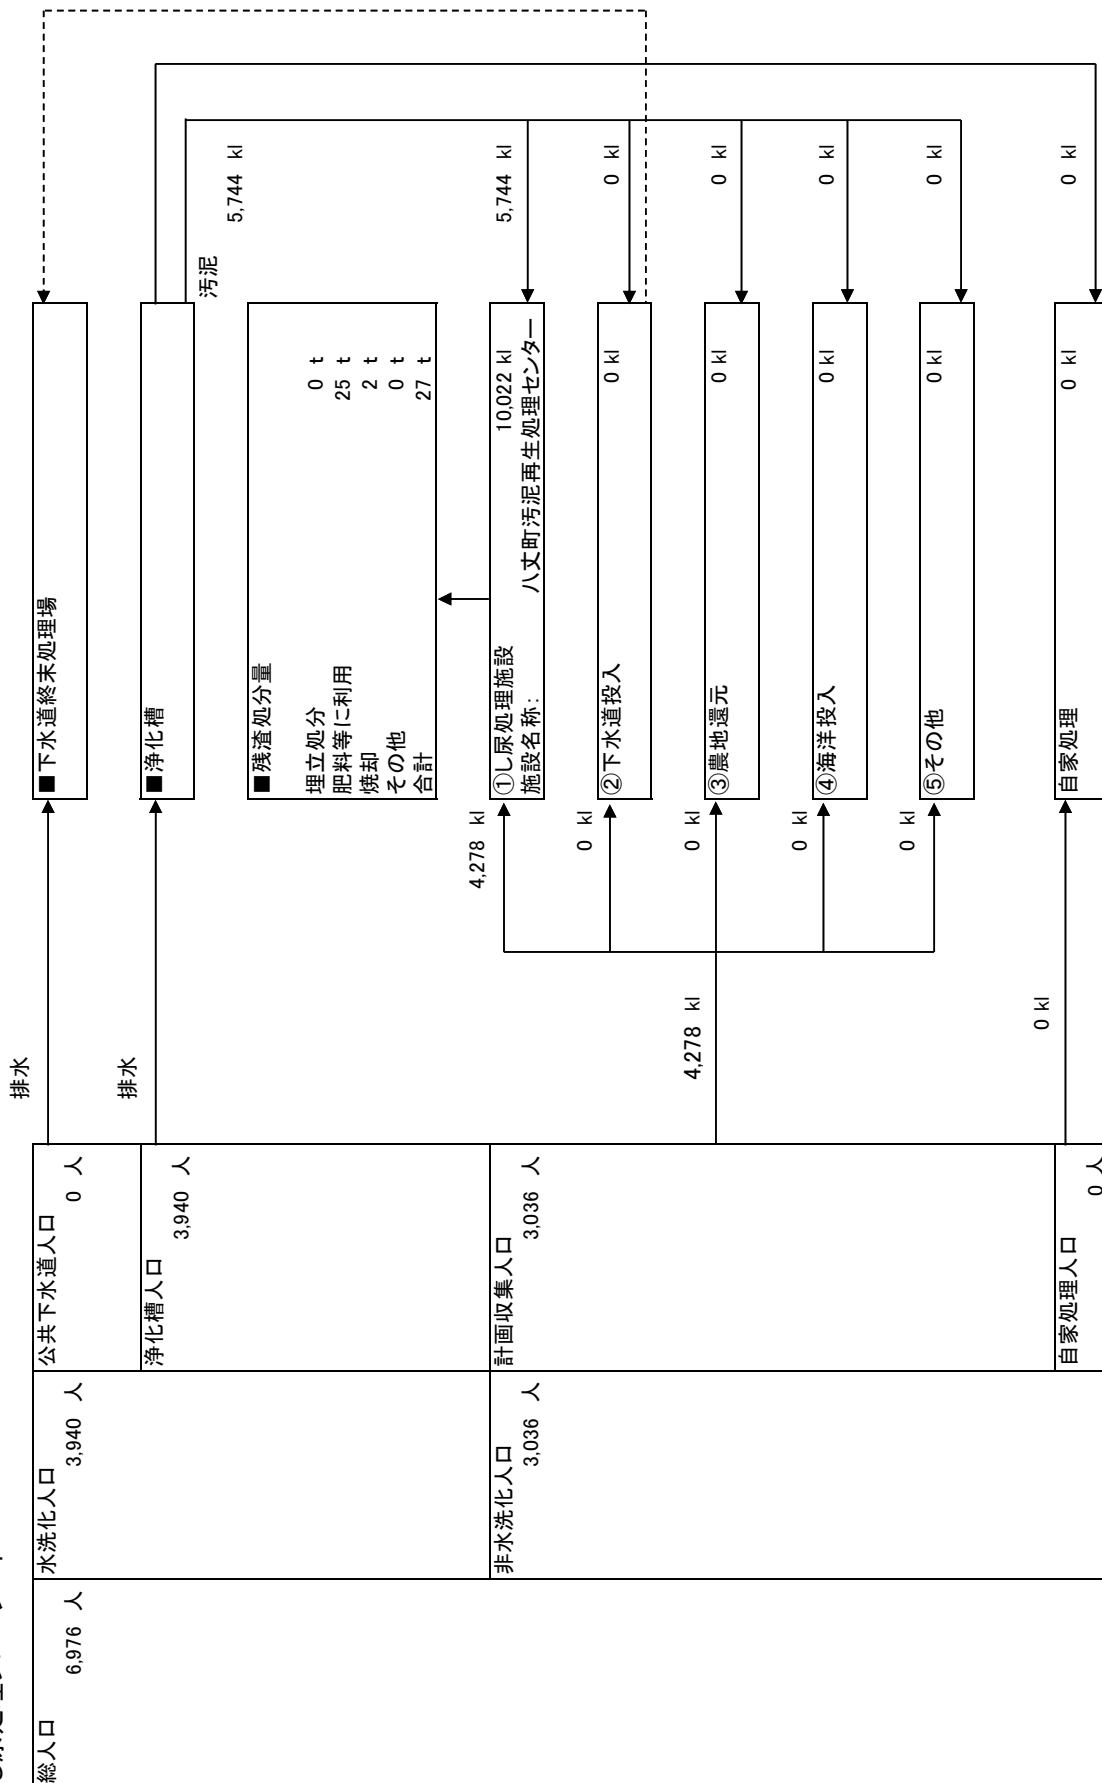 総人口
6,976 人
水洗化人口
3,940 人
公共下水道人口
0 人
排水
■下水道終末処理場
浄化槽人口
3,940 人
排水
■浄化槽
汚泥
5,744 kl
■残渣処分量
埋立処分 0 t
肥料等に利用 25 t
焼却 2 t
その他 0 t
合計 27 t
非水洗化人口
3,036 人
計画収集人口
3,036 人
4,278 kl
4,278 kl
①し尿処理施設 10,022 kl
施設名称： 八丈町汚泥再生処理センター
5,744 kl
0 kl
②下水道投入 0 kl
0 kl
0 kl
③農地還元 0 kl
0 kl
0 kl
④海洋投入 0 kl
0 kl
0 kl
⑤その他 0 kl
0 kl
自家処理人口
0 人
0 kl
自家処理 0 kl
0 kl